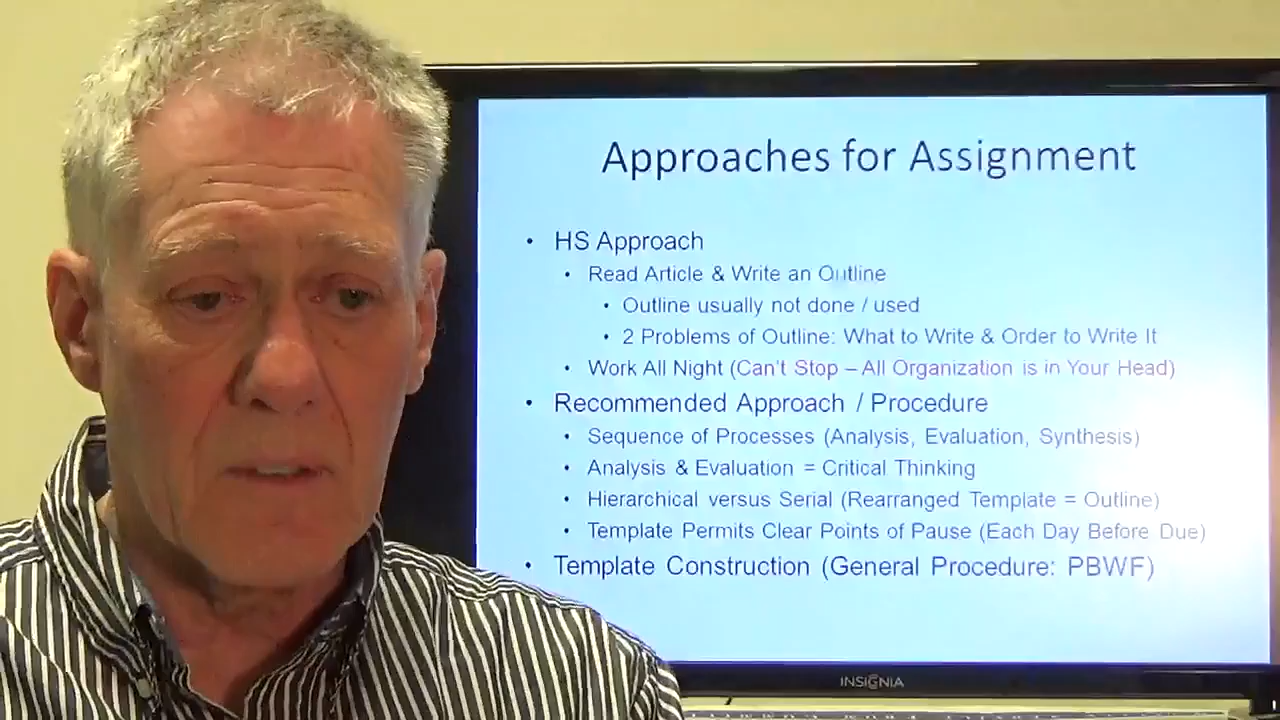 Approaches for Assignment
• HS Approach
• Read Article & Write an Outline
• Outline usually not done / used
• 2 Problems of Outline: What to Write & Order to Write It
• Work All Night (Can't Stop – All Organization is in Your Head)
• Recommended Approach / Procedure
• Sequence of Processes (Analysis, Evaluation, Synthesis)
• Analysis & Evaluation = Critical Thinking
• Hierarchical versus Serial (Rearranged Template = Outline)
• Template Permits Clear Points of Pause (Each Day Before Due)
• Template Construction (General Procedure: PBWF)
INSIGNIA